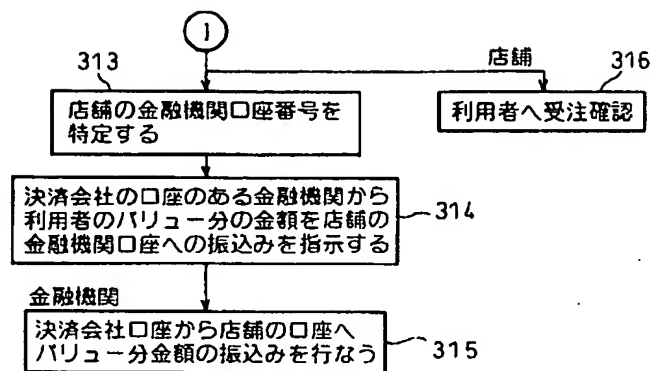 1
313
店舗
316
店舗の金融機関口座番号を
特定する
利用者へ受注確認
決済会社の口座のある金融機関から
利用者のバリュー分の金額を店舗の
金融機関口座への振込みを指示する
314
金融機関
決済会社口座から店舗の口座へ
バリュー分金額の振込みを行なう
315